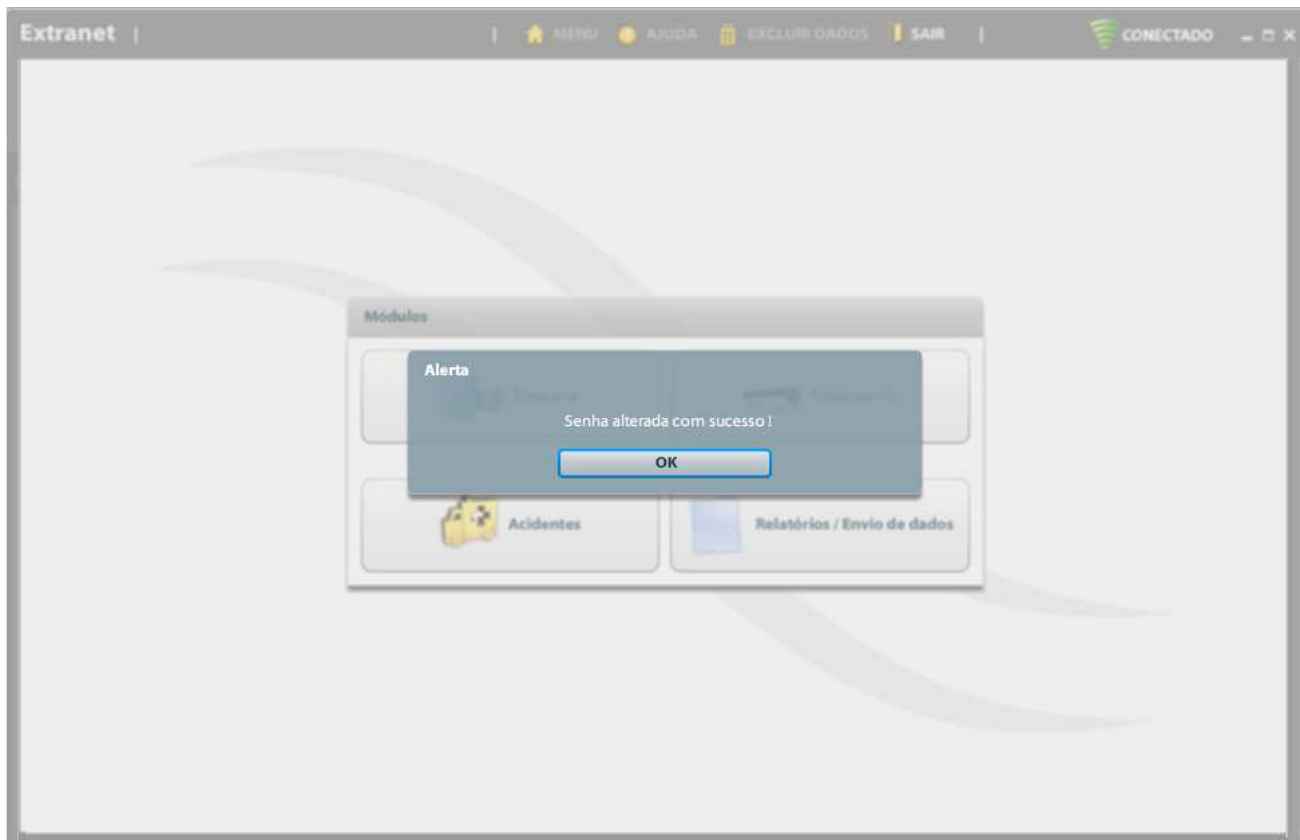 Extranet |
| MENU AJUDA EXCLUIR DADOS SAIR |
CONECTADO
Módulos
Alerta
Senha alterada com sucesso !
OK
Acidentes
Relatórios / Envio de dados